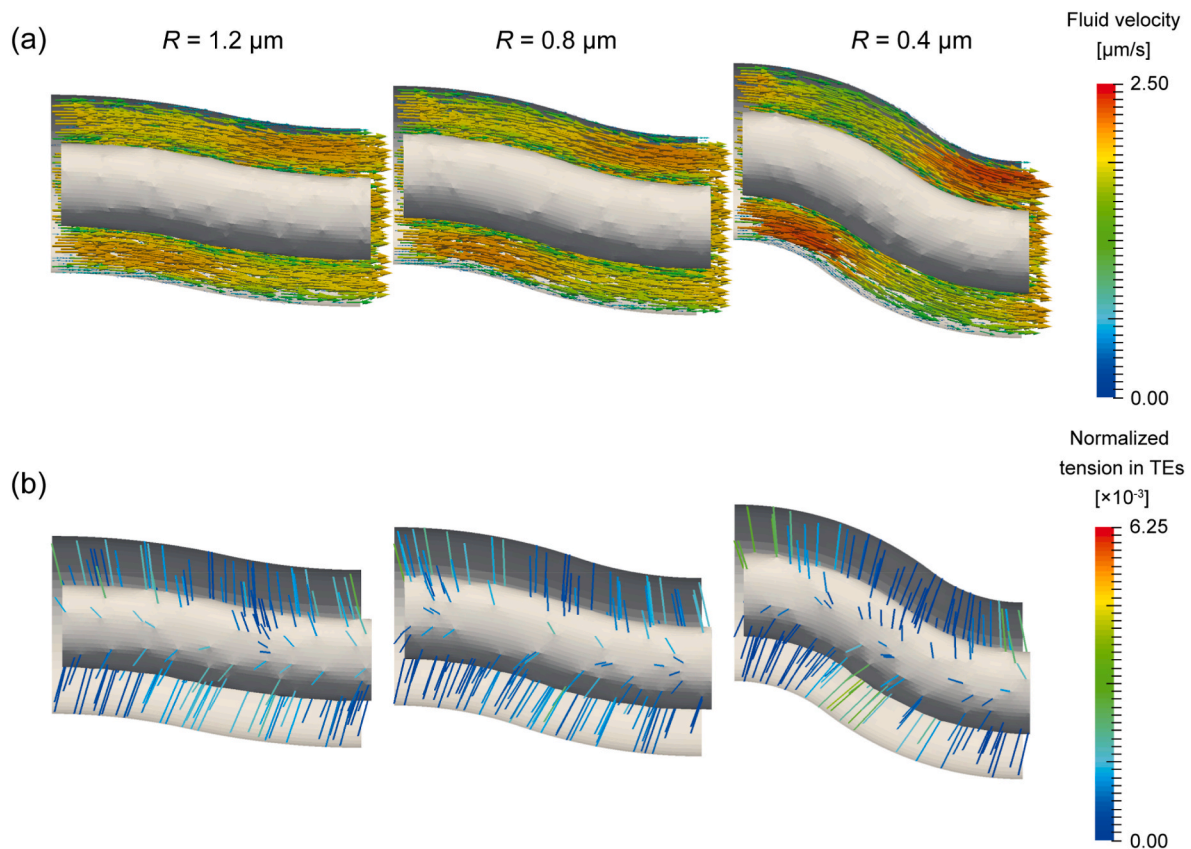 (a)
R = 1.2 μm
R = 0.8 μm
R = 0.4 μm
Fluid velocity
[μm/s]
2.50
0.00
(b)
Normalized
tension in TEs
[×10⁻³]
6.25
0.00